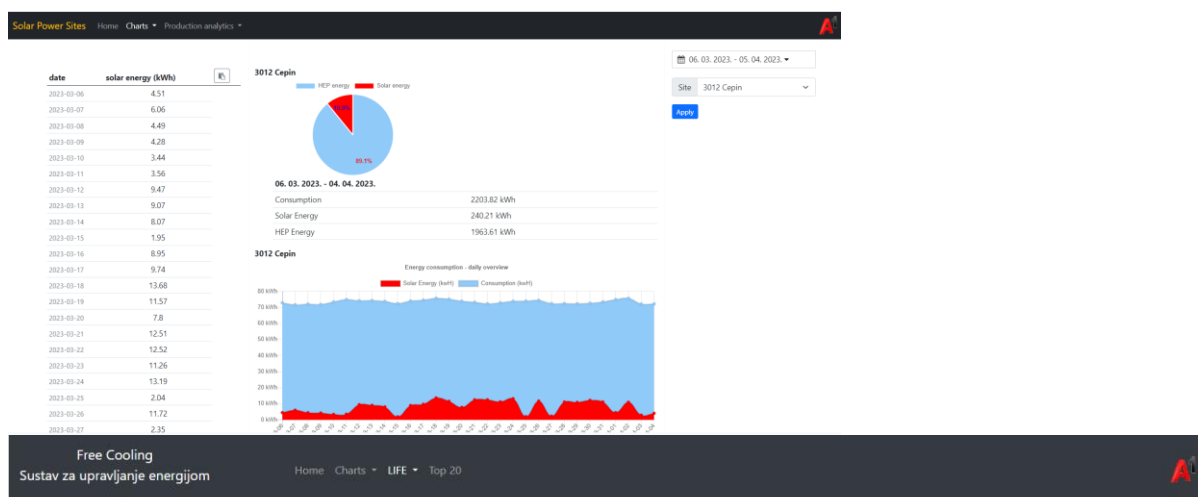 Solar Power Sites Home Charts Production analytics
date solar energy (kWh)
2023-03-06 4.51
2023-03-07 6.06
2023-03-08 4.49
2023-03-09 4.28
2023-03-10 3.44
2023-03-11 3.56
2023-03-12 9.47
2023-03-13 9.07
2023-03-14 8.07
2023-03-15 1.95
2023-03-16 8.95
2023-03-17 9.74
2023-03-18 13.68
2023-03-19 11.57
2023-03-20 7.8
2023-03-21 12.51
2023-03-22 12.52
2023-03-23 11.26
2023-03-24 13.19
2023-03-25 2.04
2023-03-26 11.72
2023-03-27 2.35
3012 Cepin
HEP energy Solar energy
89.1%
06. 03. 2023. - 04. 04. 2023.
Consumption 2203.82 kWh
Solar Energy 240.21 kWh
HEP Energy 1963.61 kWh
3012 Cepin
Energy consumption - daily overview
Solar Energy (kwH) Consumption (kwH)
80 kWh
70 kWh
60 kWh
50 kWh
40 kWh
30 kWh
20 kWh
10 kWh
0 kWh
06. 03. 2023. - 05. 04. 2023.
Site 3012 Cepin
Apply
Free Cooling
Sustav za upravljanje energijom
Home Charts LIFE Top 20